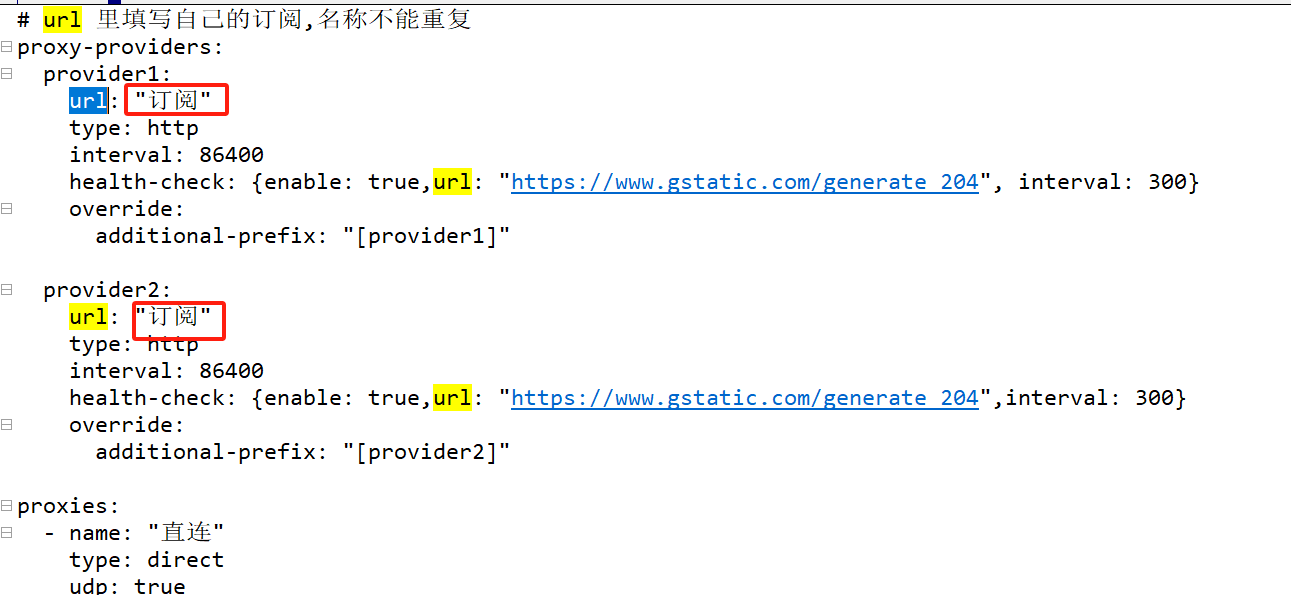 # url 里填写自己的订阅,名称不能重复
proxy-providers:
provider1:
url: "订阅"
type: http
interval: 86400
health-check: {enable: true,url: "https://www.gstatic.com/generate_204", interval: 300}
override:
additional-prefix: "[provider1]"
provider2:
url: "订阅"
type: http
interval: 86400
health-check: {enable: true,url: "https://www.gstatic.com/generate_204",interval: 300}
override:
additional-prefix: "[provider2]"
proxies:
- name: "直连"
type: direct
udp: true